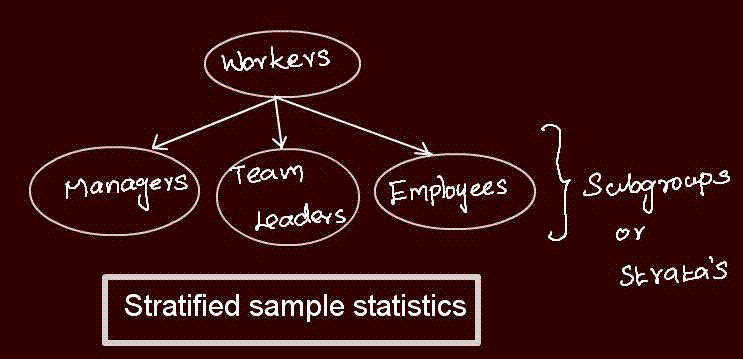 Workers
Managers
Team
Leaders
Employees
Subgroups
or
Strata's
Stratified sample statistics